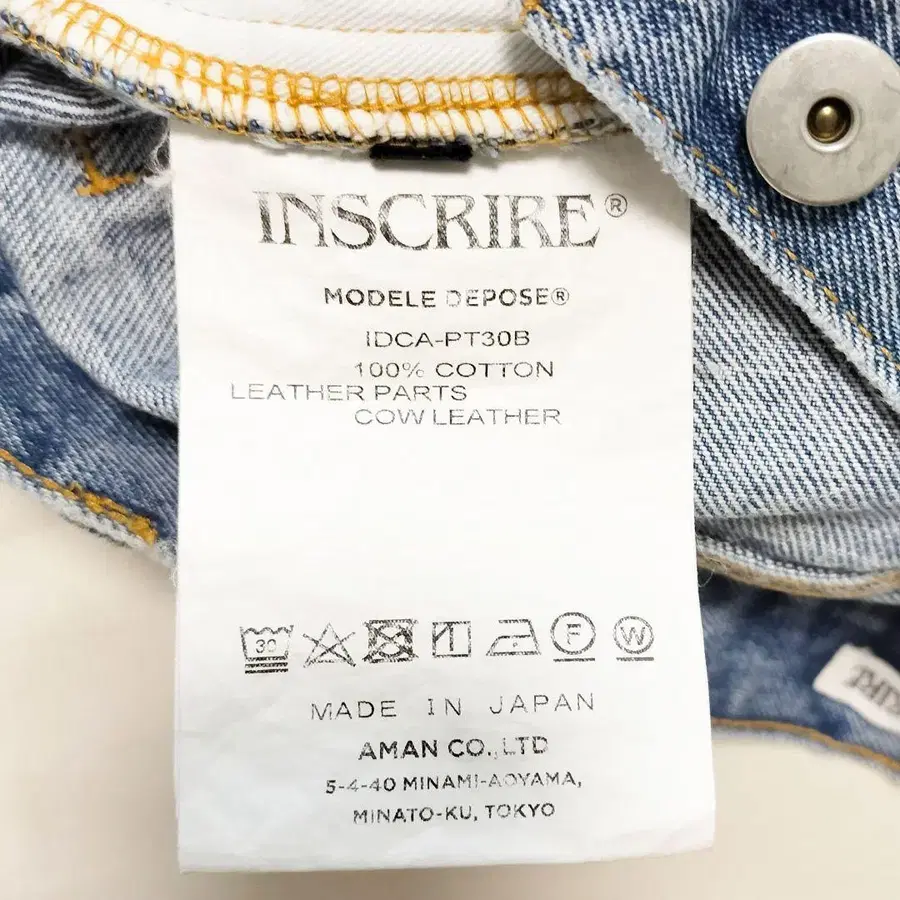 INSCRIRE®
MODELE DEPOSE®
IDCA-PT30B
100% COTTON
LEATHER PARTS
COW LEATHER
30
F
W
MADE IN JAPAN
AMAN CO.,LTD
5-4-40 MINAMI-AOYAMA,
MINATO-KU, TOKYO